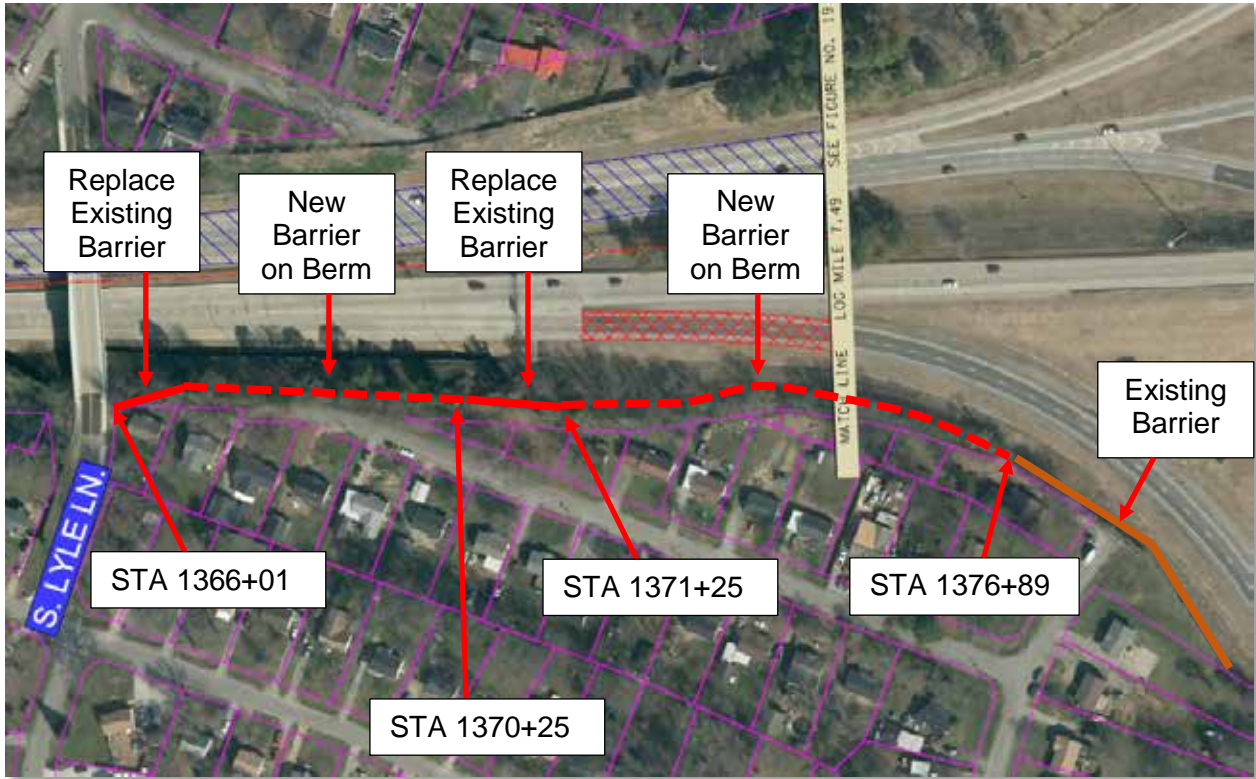 Replace
Existing
Barrier
New
Barrier
on Berm
Replace
Existing
Barrier
New
Barrier
on Berm
MATCH LINE LOG MILE 7.49 SEE FIGURE NO. 19
Existing
Barrier
S. LYLE LN.
STA 1366+01
STA 1371+25
STA 1376+89
STA 1370+25